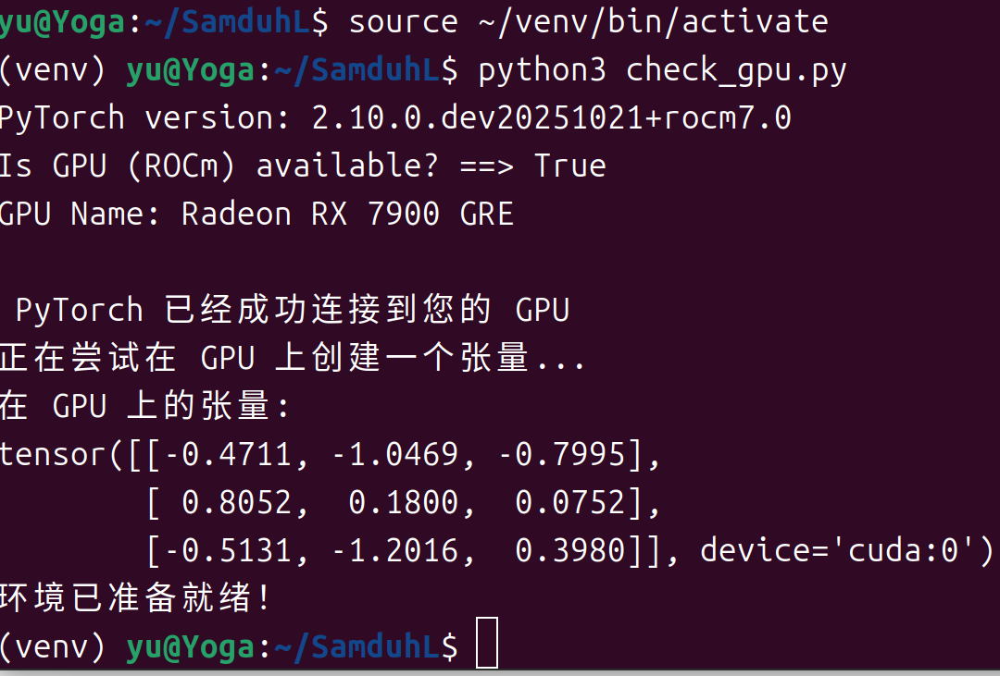 yu@Yoga:~/SamduhL$ source ~/venv/bin/activate
(venv) yu@Yoga:~/SamduhL$ python3 check_gpu.py
PyTorch version: 2.10.0.dev20251021+rocm7.0
Is GPU (ROCm) available? ==> True
GPU Name: Radeon RX 7900 GRE
PyTorch 已经成功连接到您的 GPU
正在尝试在 GPU 上创建一个张量...
在 GPU 上的张量:
tensor([[-0.4711, -1.0469, -0.7995],
        [ 0.8052,  0.1800,  0.0752],
        [-0.5131, -1.2016,  0.3980]], device='cuda:0')
环境已准备就绪!
(venv) yu@Yoga:~/SamduhL$